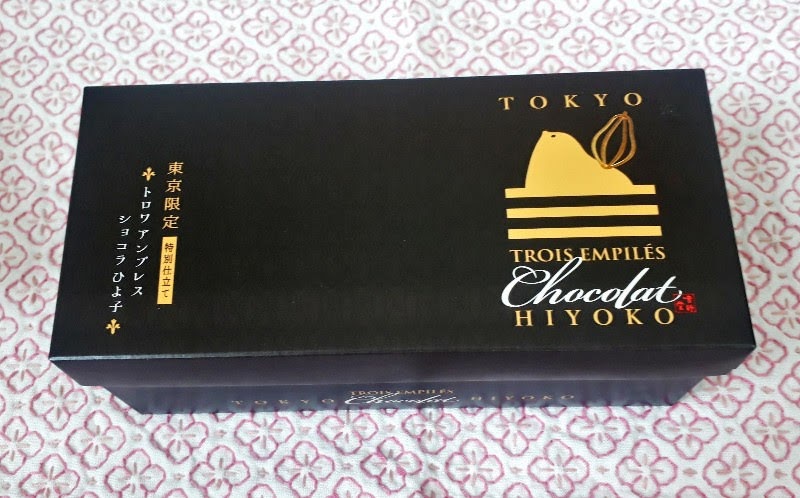 TOKYO
TROIS EMPILÉS
Chocolat
HIYOKO
東京限定
特別仕立て
トロワ アンプレス
ショコラひよ子
TROIS EMPILÉS
TOKYO Chocolat HIYOKO